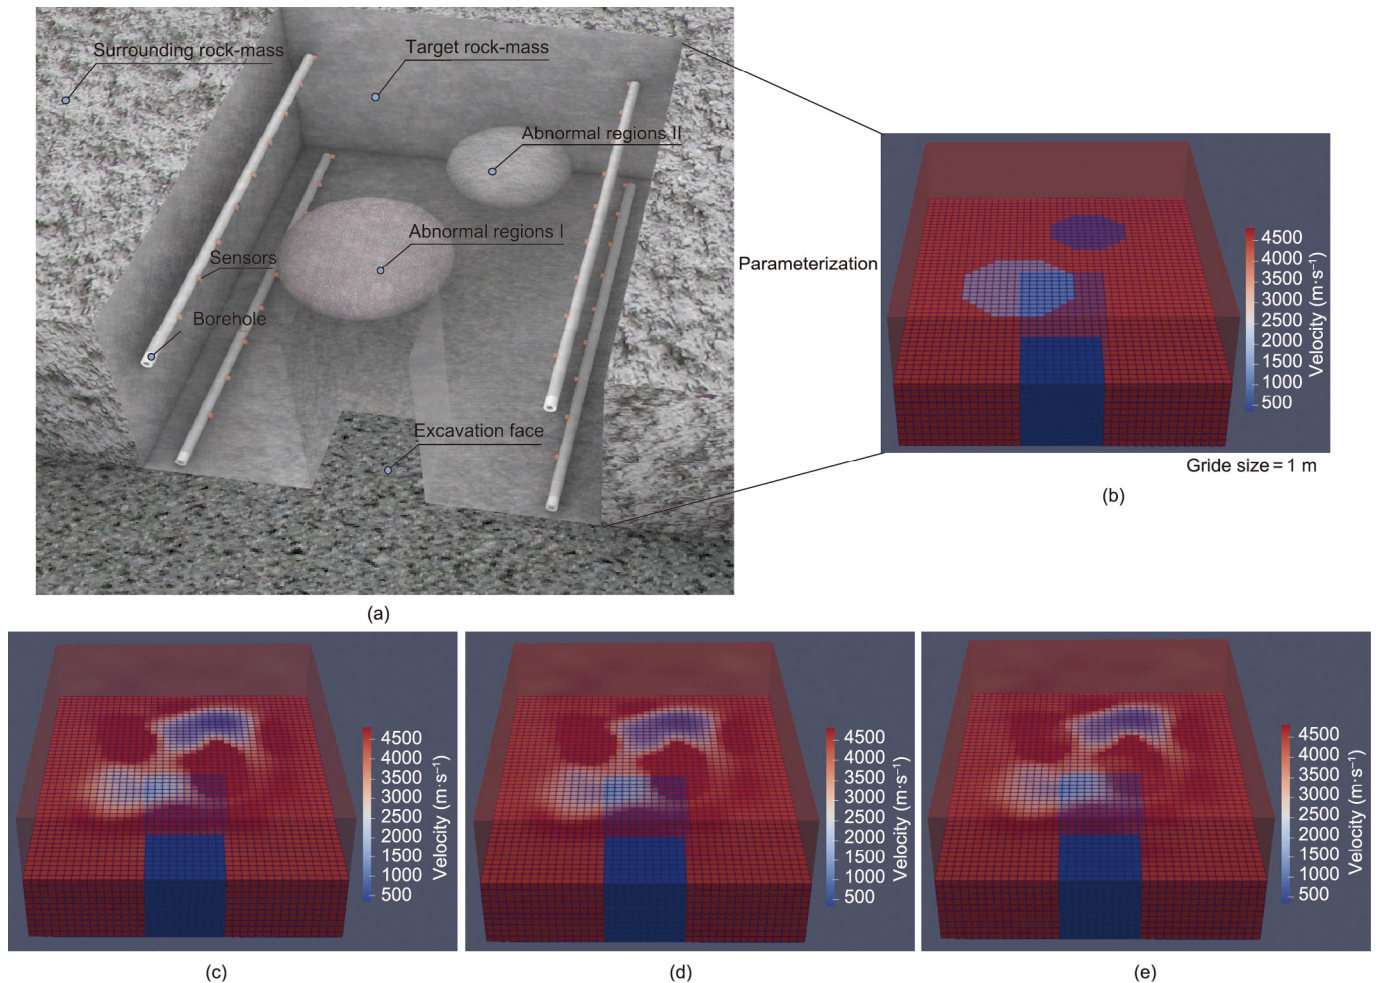 Surrounding rock-mass
Target rock-mass
Abnormal regions II
Abnormal regions I
Sensors
Borehole
Excavation face
(a)
Parameterization
4500
4000
3500
3000
2500
2000
1500
1000
500
Velocity (m·s⁻¹)
Gride size = 1 m
(b)
4500
4000
3500
3000
2500
2000
1500
1000
500
Velocity (m·s⁻¹)
(c)
4500
4000
3500
3000
2500
2000
1500
1000
500
Velocity (m·s⁻¹)
(d)
4500
4000
3500
3000
2500
2000
1500
1000
500
Velocity (m·s⁻¹)
(e)